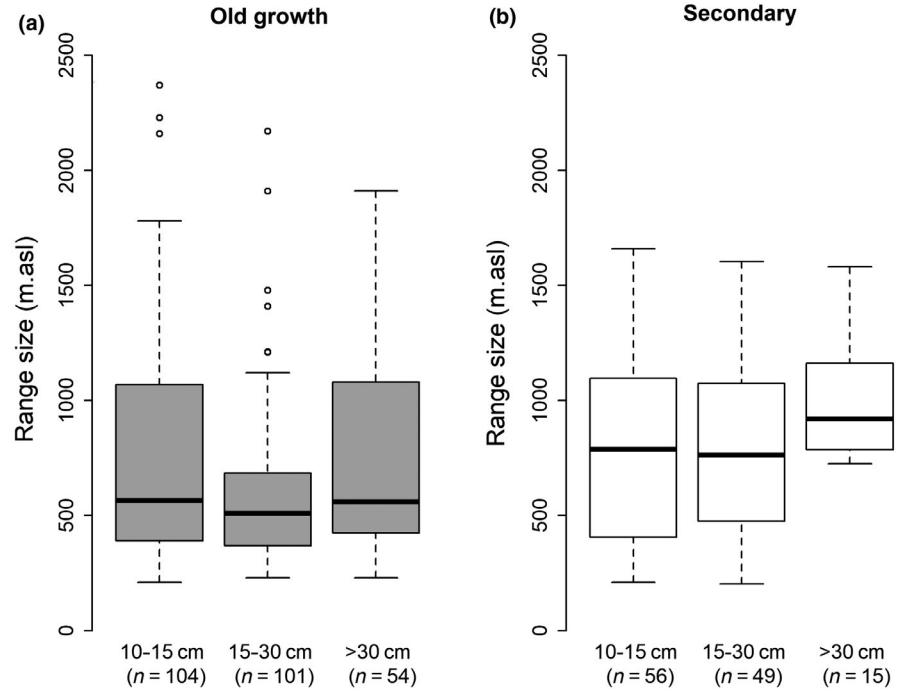 (a)
Old growth
Range size (m.asl)
2500
2000
1500
1000
500
0
10-15 cm
(n = 104)
15-30 cm
(n = 101)
>30 cm
(n = 54)
(b)
Secondary
Range size (m.asl)
2500
2000
1500
1000
500
0
10-15 cm
(n = 56)
15-30 cm
(n = 49)
>30 cm
(n = 15)